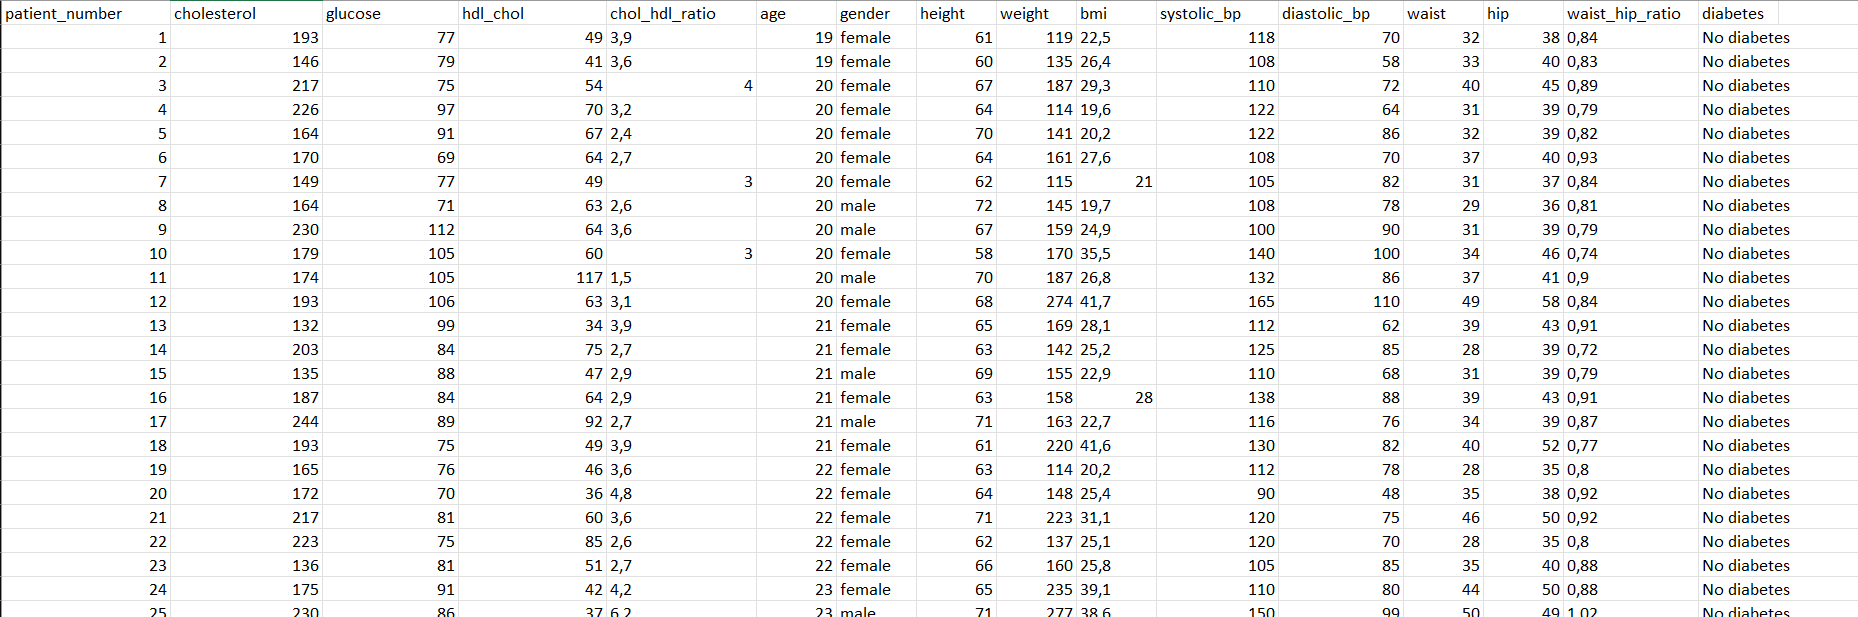 patient_number cholesterol glucose hdl_chol chol_hdl_ratio age gender height weight bmi systolic_bp diastolic_bp waist hip waist_hip_ratio diabetes
1 193 77 49 3,9 19 female 61 119 22,5 118 70 32 38 0,84 No diabetes
2 146 79 41 3,6 19 female 60 135 26,4 108 58 33 40 0,83 No diabetes
3 217 75 54 4 20 female 67 187 29,3 110 72 40 45 0,89 No diabetes
4 226 97 70 3,2 20 female 64 114 19,6 122 64 31 39 0,79 No diabetes
5 164 91 67 2,4 20 female 70 141 20,2 122 86 32 39 0,82 No diabetes
6 170 69 64 2,7 20 female 64 161 27,6 108 70 37 40 0,93 No diabetes
7 149 77 49 3 20 female 62 115 21 105 82 31 37 0,84 No diabetes
8 164 71 63 2,6 20 male 72 145 19,7 108 78 29 36 0,81 No diabetes
9 230 112 64 3,6 20 male 67 159 24,9 100 90 31 39 0,79 No diabetes
10 179 105 60 3 20 female 58 170 35,5 140 100 34 46 0,74 No diabetes
11 174 105 117 1,5 20 male 70 187 26,8 132 86 37 41 0,9 No diabetes
12 193 106 63 3,1 20 female 68 274 41,7 165 110 49 58 0,84 No diabetes
13 132 99 34 3,9 21 female 65 169 28,1 112 62 39 43 0,91 No diabetes
14 203 84 75 2,7 21 female 63 142 25,2 125 85 28 39 0,72 No diabetes
15 135 88 47 2,9 21 male 69 155 22,9 110 68 31 39 0,79 No diabetes
16 187 84 64 2,9 21 female 63 158 28 138 88 39 43 0,91 No diabetes
17 244 89 92 2,7 21 male 71 163 22,7 116 76 34 39 0,87 No diabetes
18 193 75 49 3,9 21 female 61 220 41,6 130 82 40 52 0,77 No diabetes
19 165 76 46 3,6 22 female 63 114 20,2 112 78 28 35 0,8 No diabetes
20 172 70 36 4,8 22 female 64 148 25,4 90 48 35 38 0,92 No diabetes
21 217 81 60 3,6 22 female 71 223 31,1 120 75 46 50 0,92 No diabetes
22 223 75 85 2,6 22 female 62 137 25,1 120 70 28 35 0,8 No diabetes
23 136 81 51 2,7 22 female 66 160 25,8 105 85 35 40 0,88 No diabetes
24 175 91 42 4,2 23 female 65 235 39,1 110 80 44 50 0,88 No diabetes
25 230 86 37 6,2 23 male 71 277 38,6 150 99 50 49 1,02 No diabetes